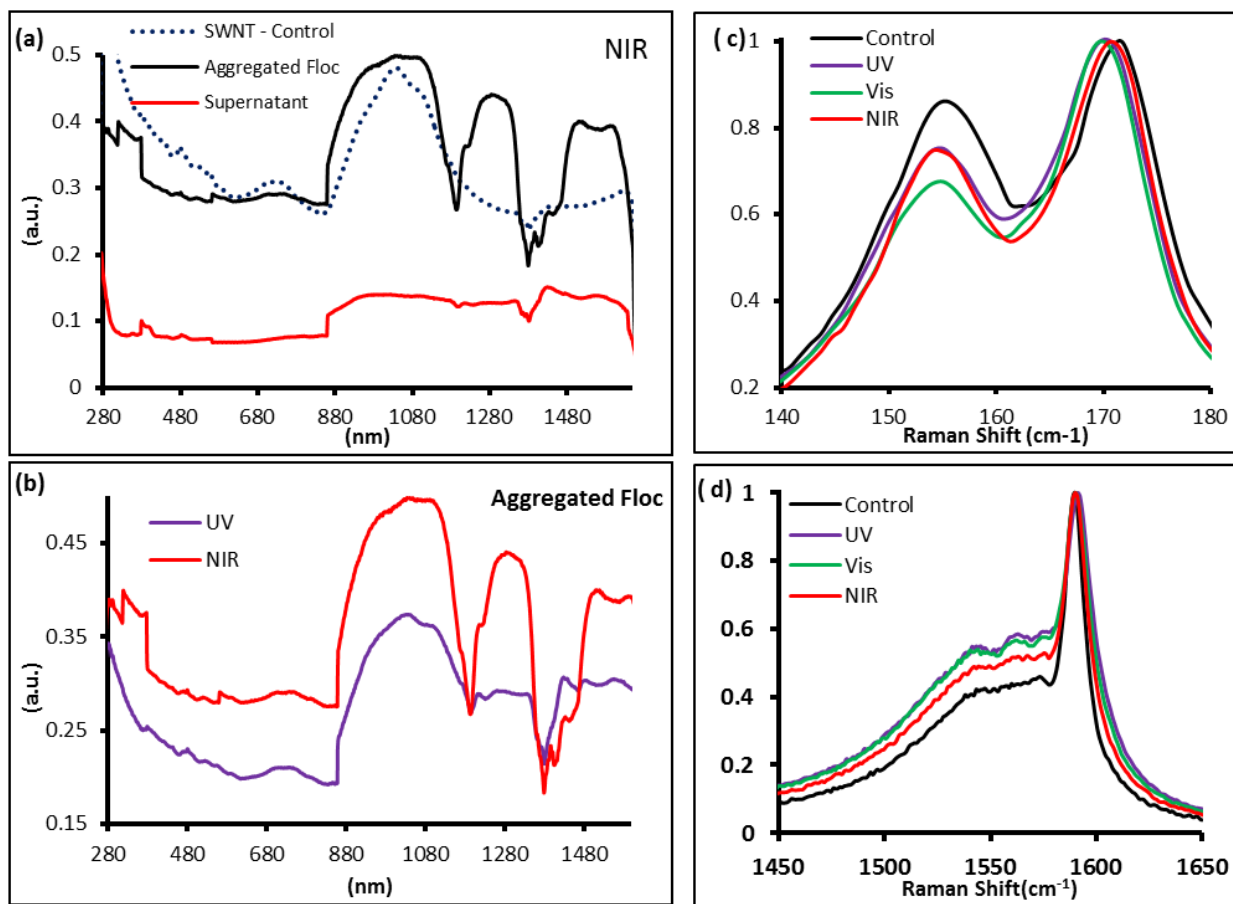 (a)
NIR
SWNT - Control
Aggregated Floc
Supernatant
0.5
0.4
0.3
0.2
0.1
0
(a.u.)
280 480 680 880 1080 1280 1480
(nm)
(b)
Aggregated Floc
UV
NIR
0.45
0.35
0.25
0.15
(a.u.)
280 480 680 880 1080 1280 1480
(nm)
( c)
Control
UV
Vis
NIR
1
0.8
0.6
0.4
0.2
140 150 160 170 180
Raman Shift (cm-1)
( d)
Control
UV
Vis
NIR
1
0.8
0.6
0.4
0.2
0
1450 1500 1550 1600 1650
Raman Shift(cm⁻¹)